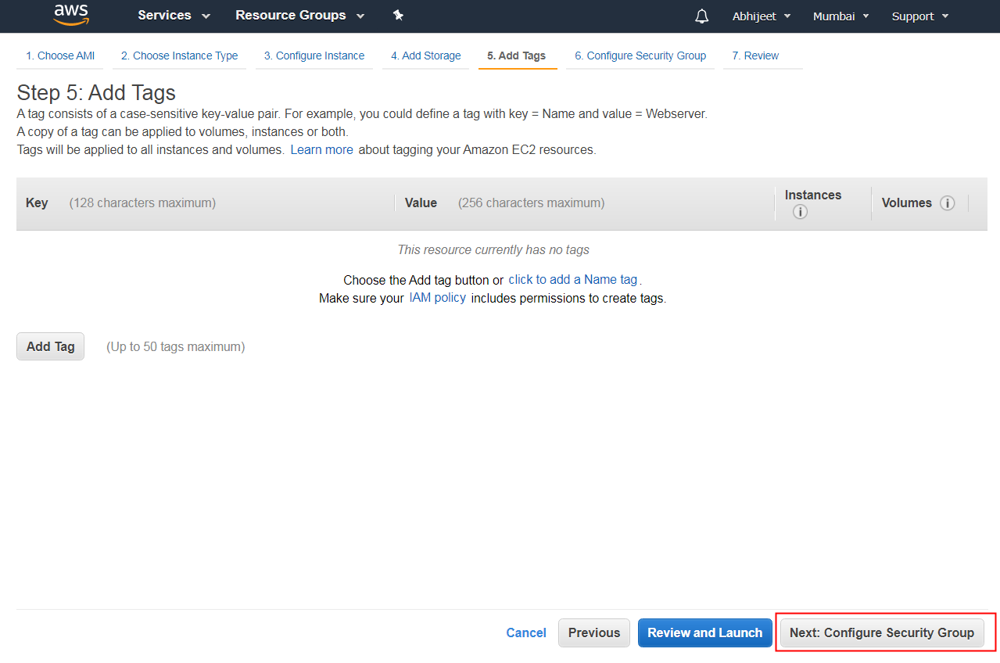 aws Services Resource Groups Abhijeet Mumbai Support
1. Choose AMI 2. Choose Instance Type 3. Configure Instance 4. Add Storage 5. Add Tags 6. Configure Security Group 7. Review
Step 5: Add Tags
A tag consists of a case-sensitive key-value pair. For example, you could define a tag with key = Name and value = Webserver.
A copy of a tag can be applied to volumes, instances or both.
Tags will be applied to all instances and volumes. Learn more about tagging your Amazon EC2 resources.
Key (128 characters maximum) Value (256 characters maximum) Instances i Volumes i
This resource currently has no tags
Choose the Add tag button or click to add a Name tag.
Make sure your IAM policy includes permissions to create tags.
Add Tag (Up to 50 tags maximum)
Cancel Previous Review and Launch Next: Configure Security Group